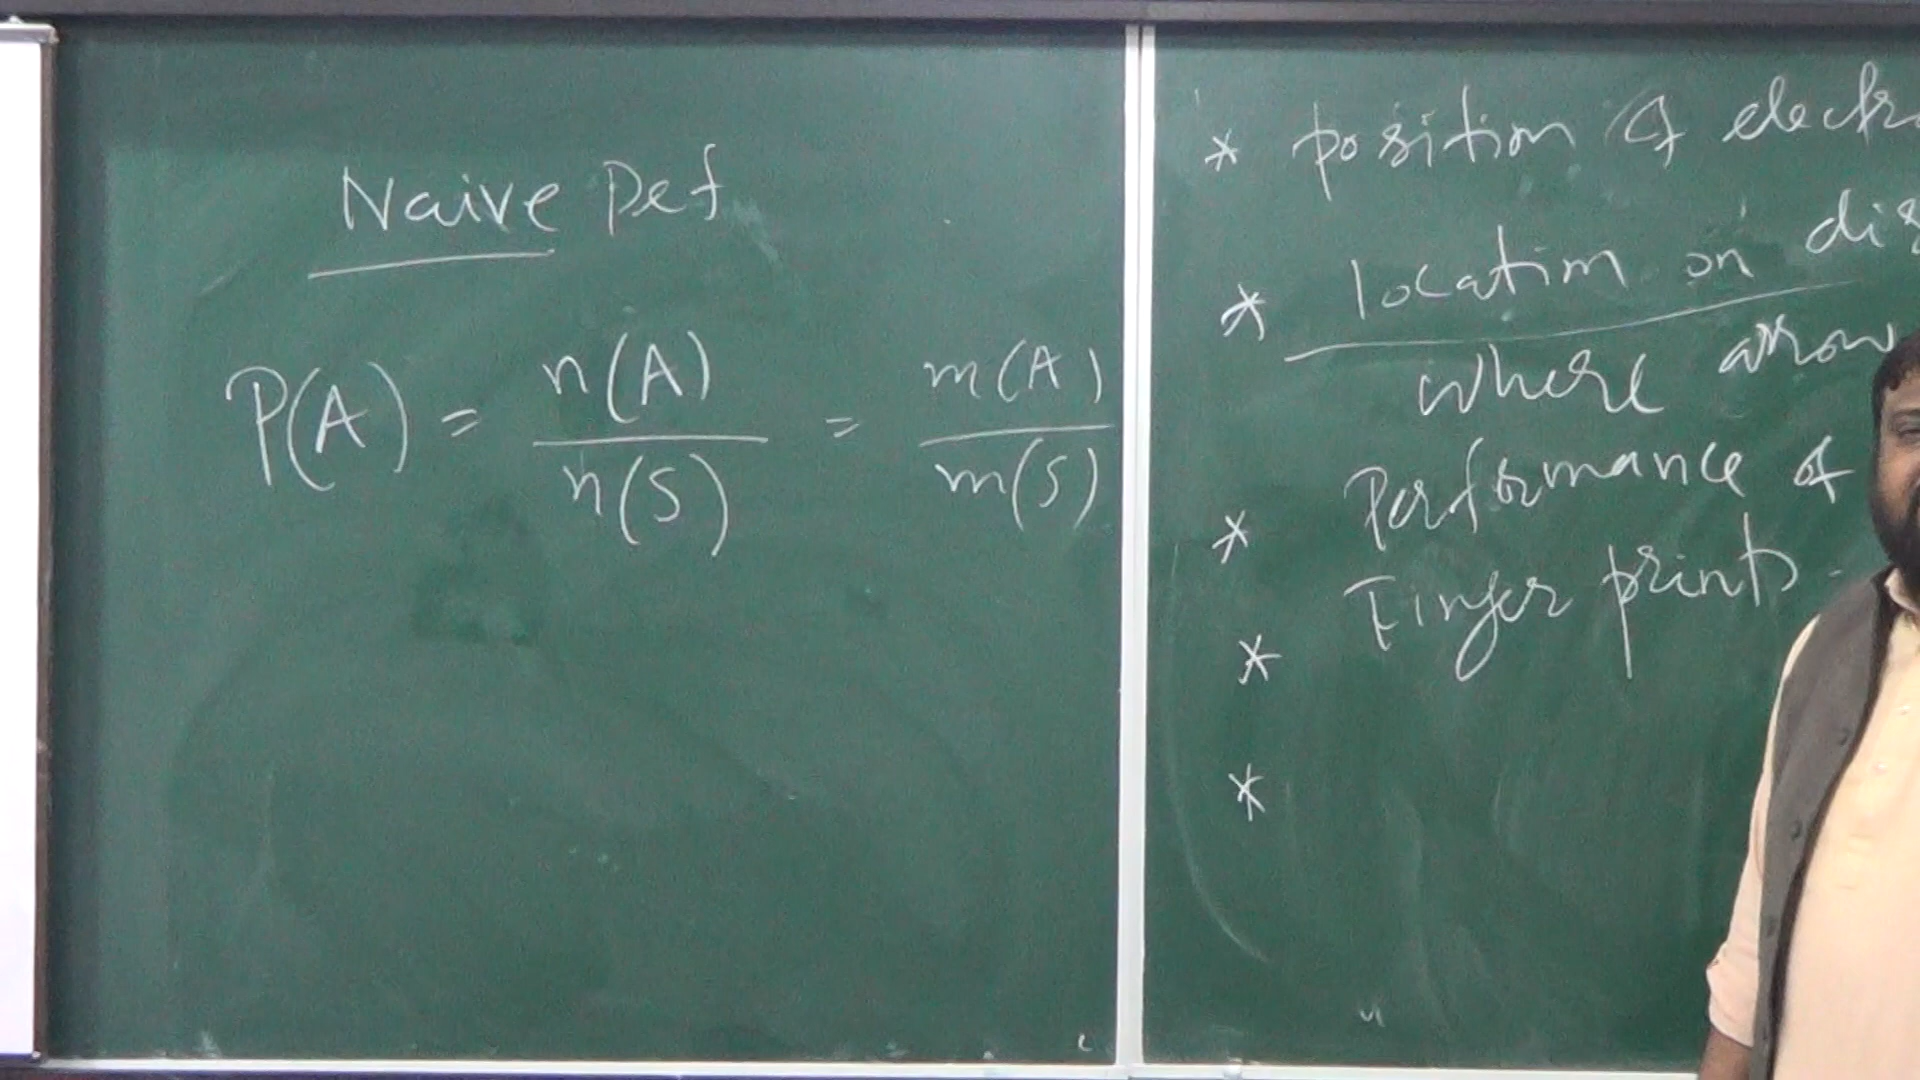 Naive Def
P(A) = n(A) / n(S) = m(A) / m(S)
* position of
* location on
where
* Performance of
* Finger prints.
*